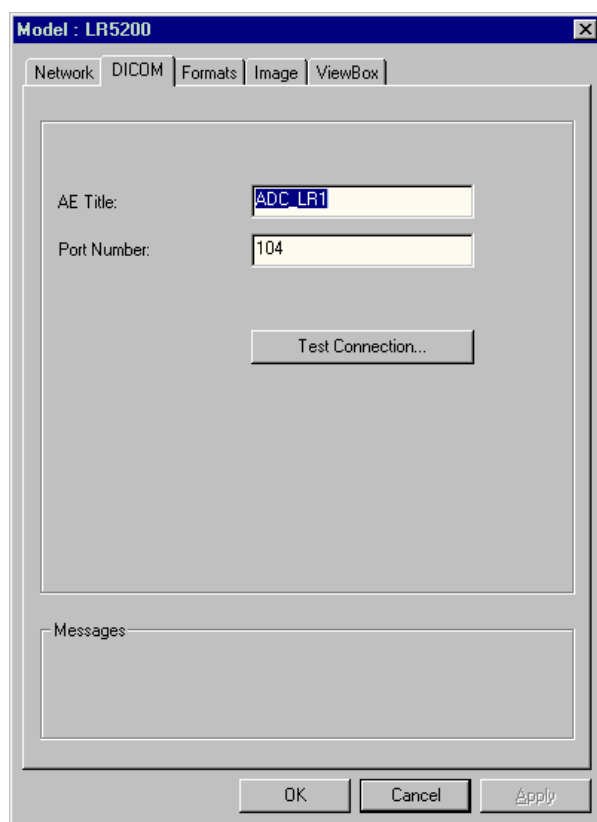 Model : LR5200
Network DICOM Formats Image ViewBox
AE Title: ADC_LR1
Port Number: 104
Test Connection...
Messages
OK Cancel Apply